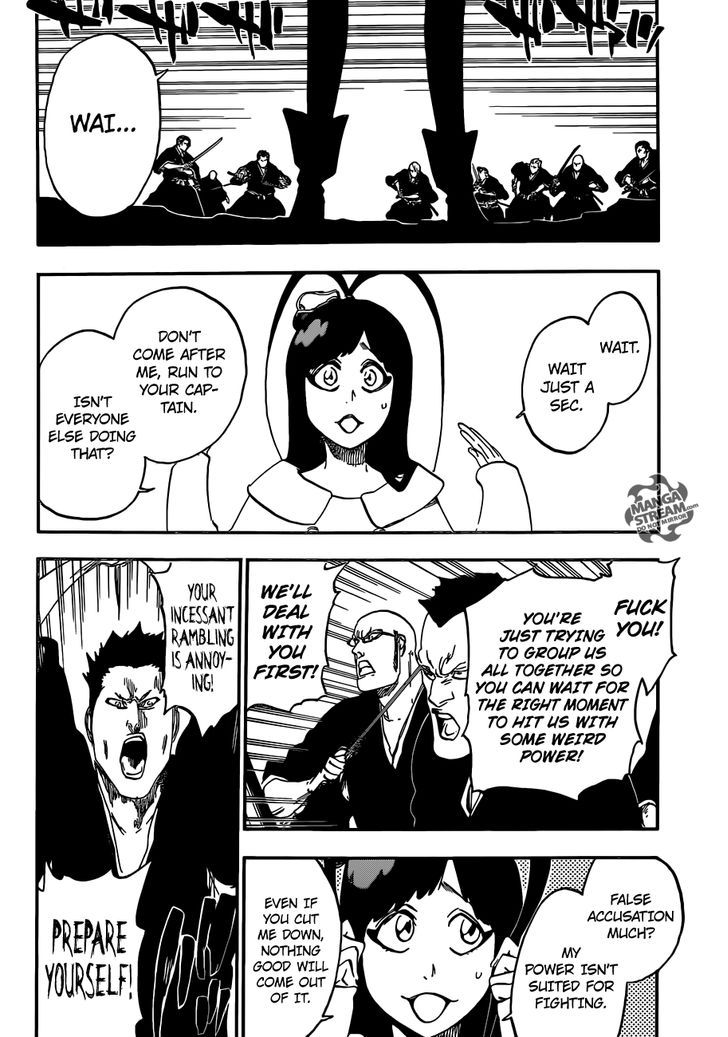 WAI...
WAIT.
WAIT
JUST A
SEC.
DON'T
COME AFTER
ME, RUN TO
YOUR CAP-
TAIN.
ISN'T
EVERYONE
ELSE DOING
THAT?
MANGA
STREAM.com
DO NOT MIRROR
FUCK
YOU!
YOU'RE
JUST TRYING
TO GROUP US
ALL TOGETHER SO
YOU CAN WAIT FOR
THE RIGHT MOMENT
TO HIT US WITH
SOME WEIRD
POWER!
WE'LL
DEAL
WITH
YOU
FIRST!
YOUR
INCESSANT
RAMBLING
IS ANNOY-
ING!
PREPARE
YOURSELF!
FALSE
ACCUSATION
MUCH?
MY
POWER ISN'T
SUITED FOR
FIGHTING.
EVEN IF
YOU CUT
ME DOWN,
NOTHING
GOOD WILL
COME OUT
OF IT.